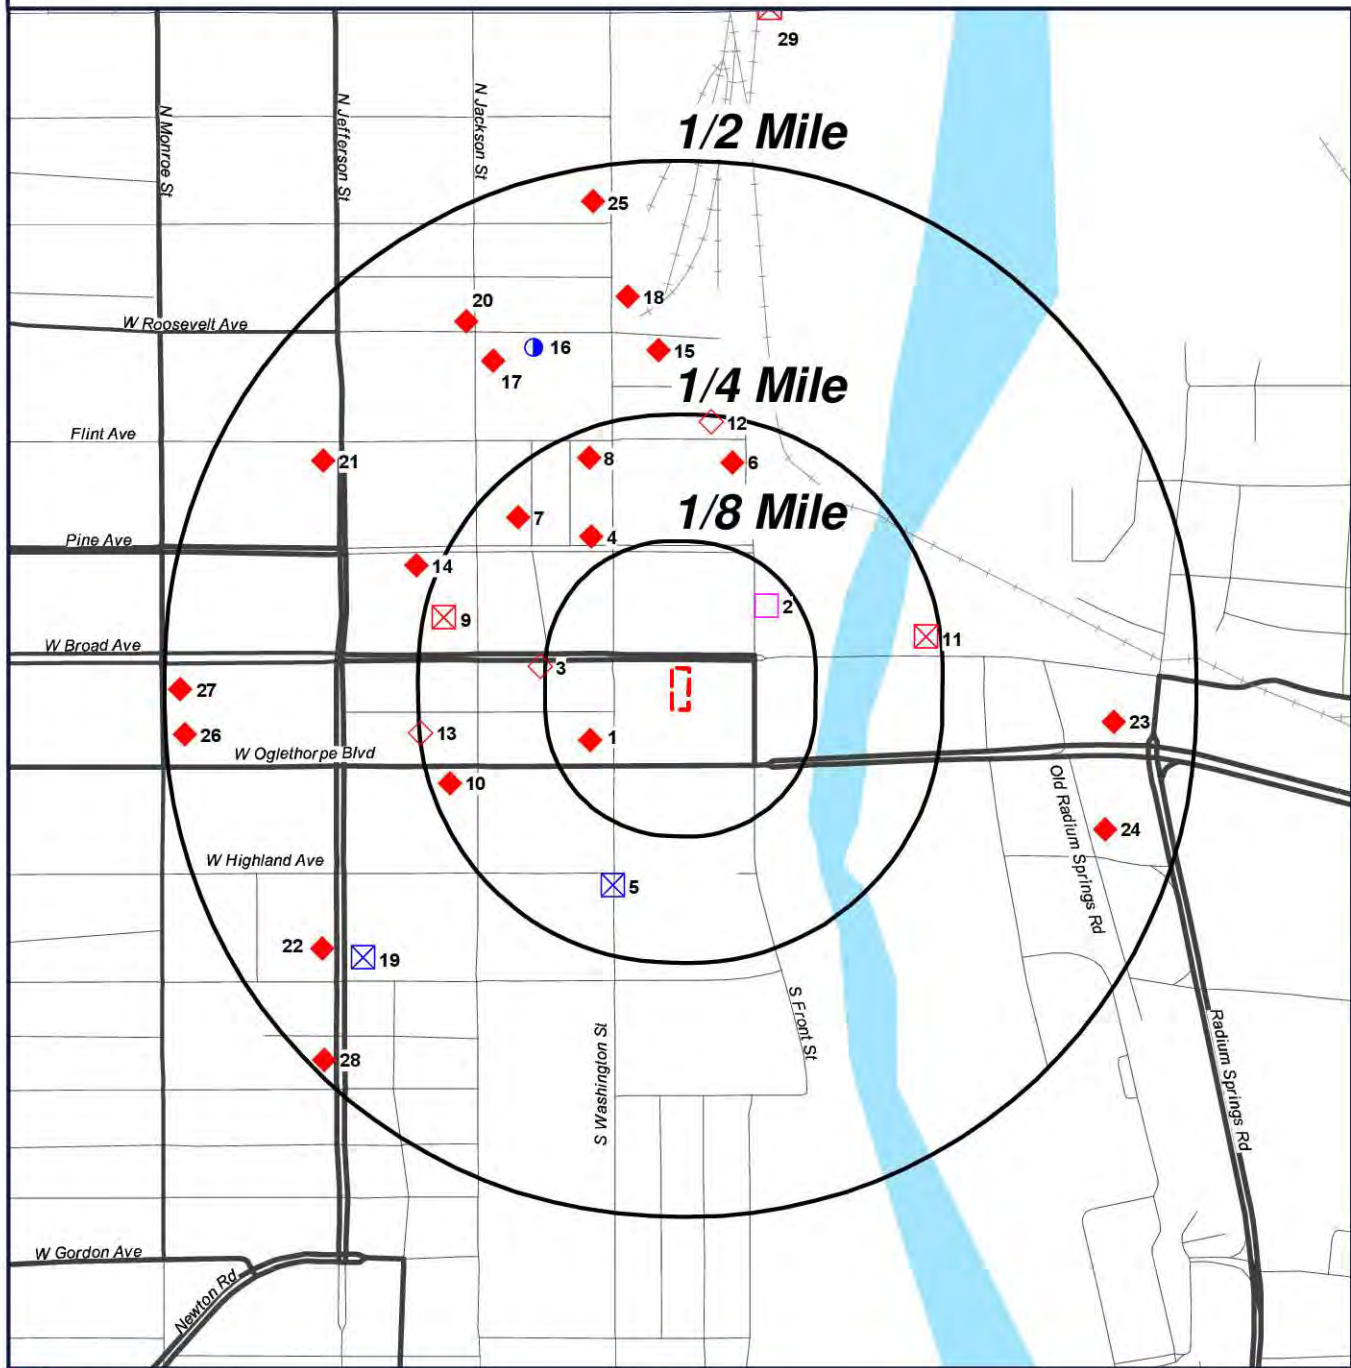 29
N Monroe St
N Jefferson St
N Jackson St
1/2 Mile
25
18
20
W Roosevelt Ave
16
15
17
1/4 Mile
12
Flint Ave
8
21
6
7
1/8 Mile
4
Pine Ave
14
2
9
11
W Broad Ave
3
27
23
13
26
1
W Oglethorpe Blvd
10
Old Radium Springs Rd
24
W Highland Ave
5
22
19
S Front St
S Washington St
28
Radium Springs Rd
W Gordon Ave
Newton Rd